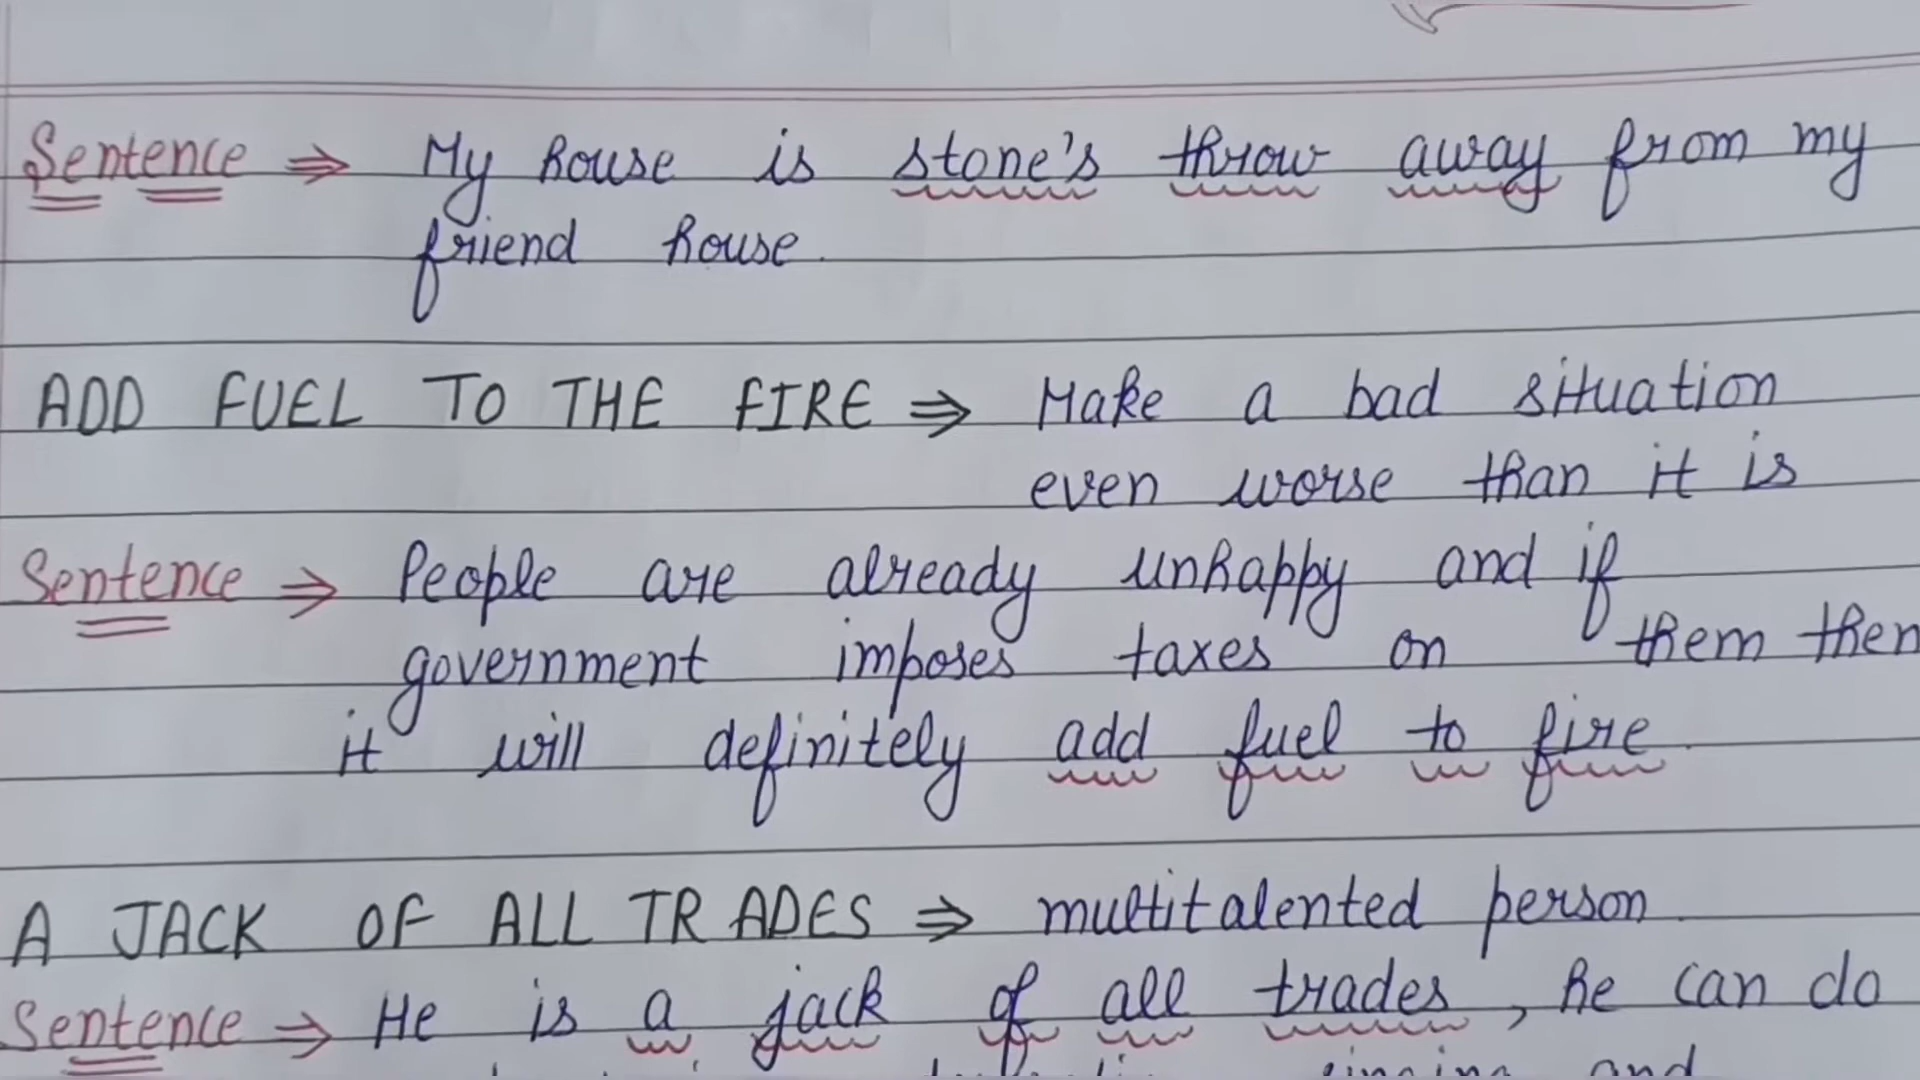 Sentence ⇒ My house is stone's throw away from my
friend house.
ADD FUEL TO THE FIRE ⇒ Make a bad situation
even worse than it is
Sentence ⇒ People are already unhappy and if
government imposes taxes on them then
it will definitely add fuel to fire.
A JACK OF ALL TRADES ⇒ multitalented person.
Sentence ⇒ He is a jack of all trades, he can do
singing and